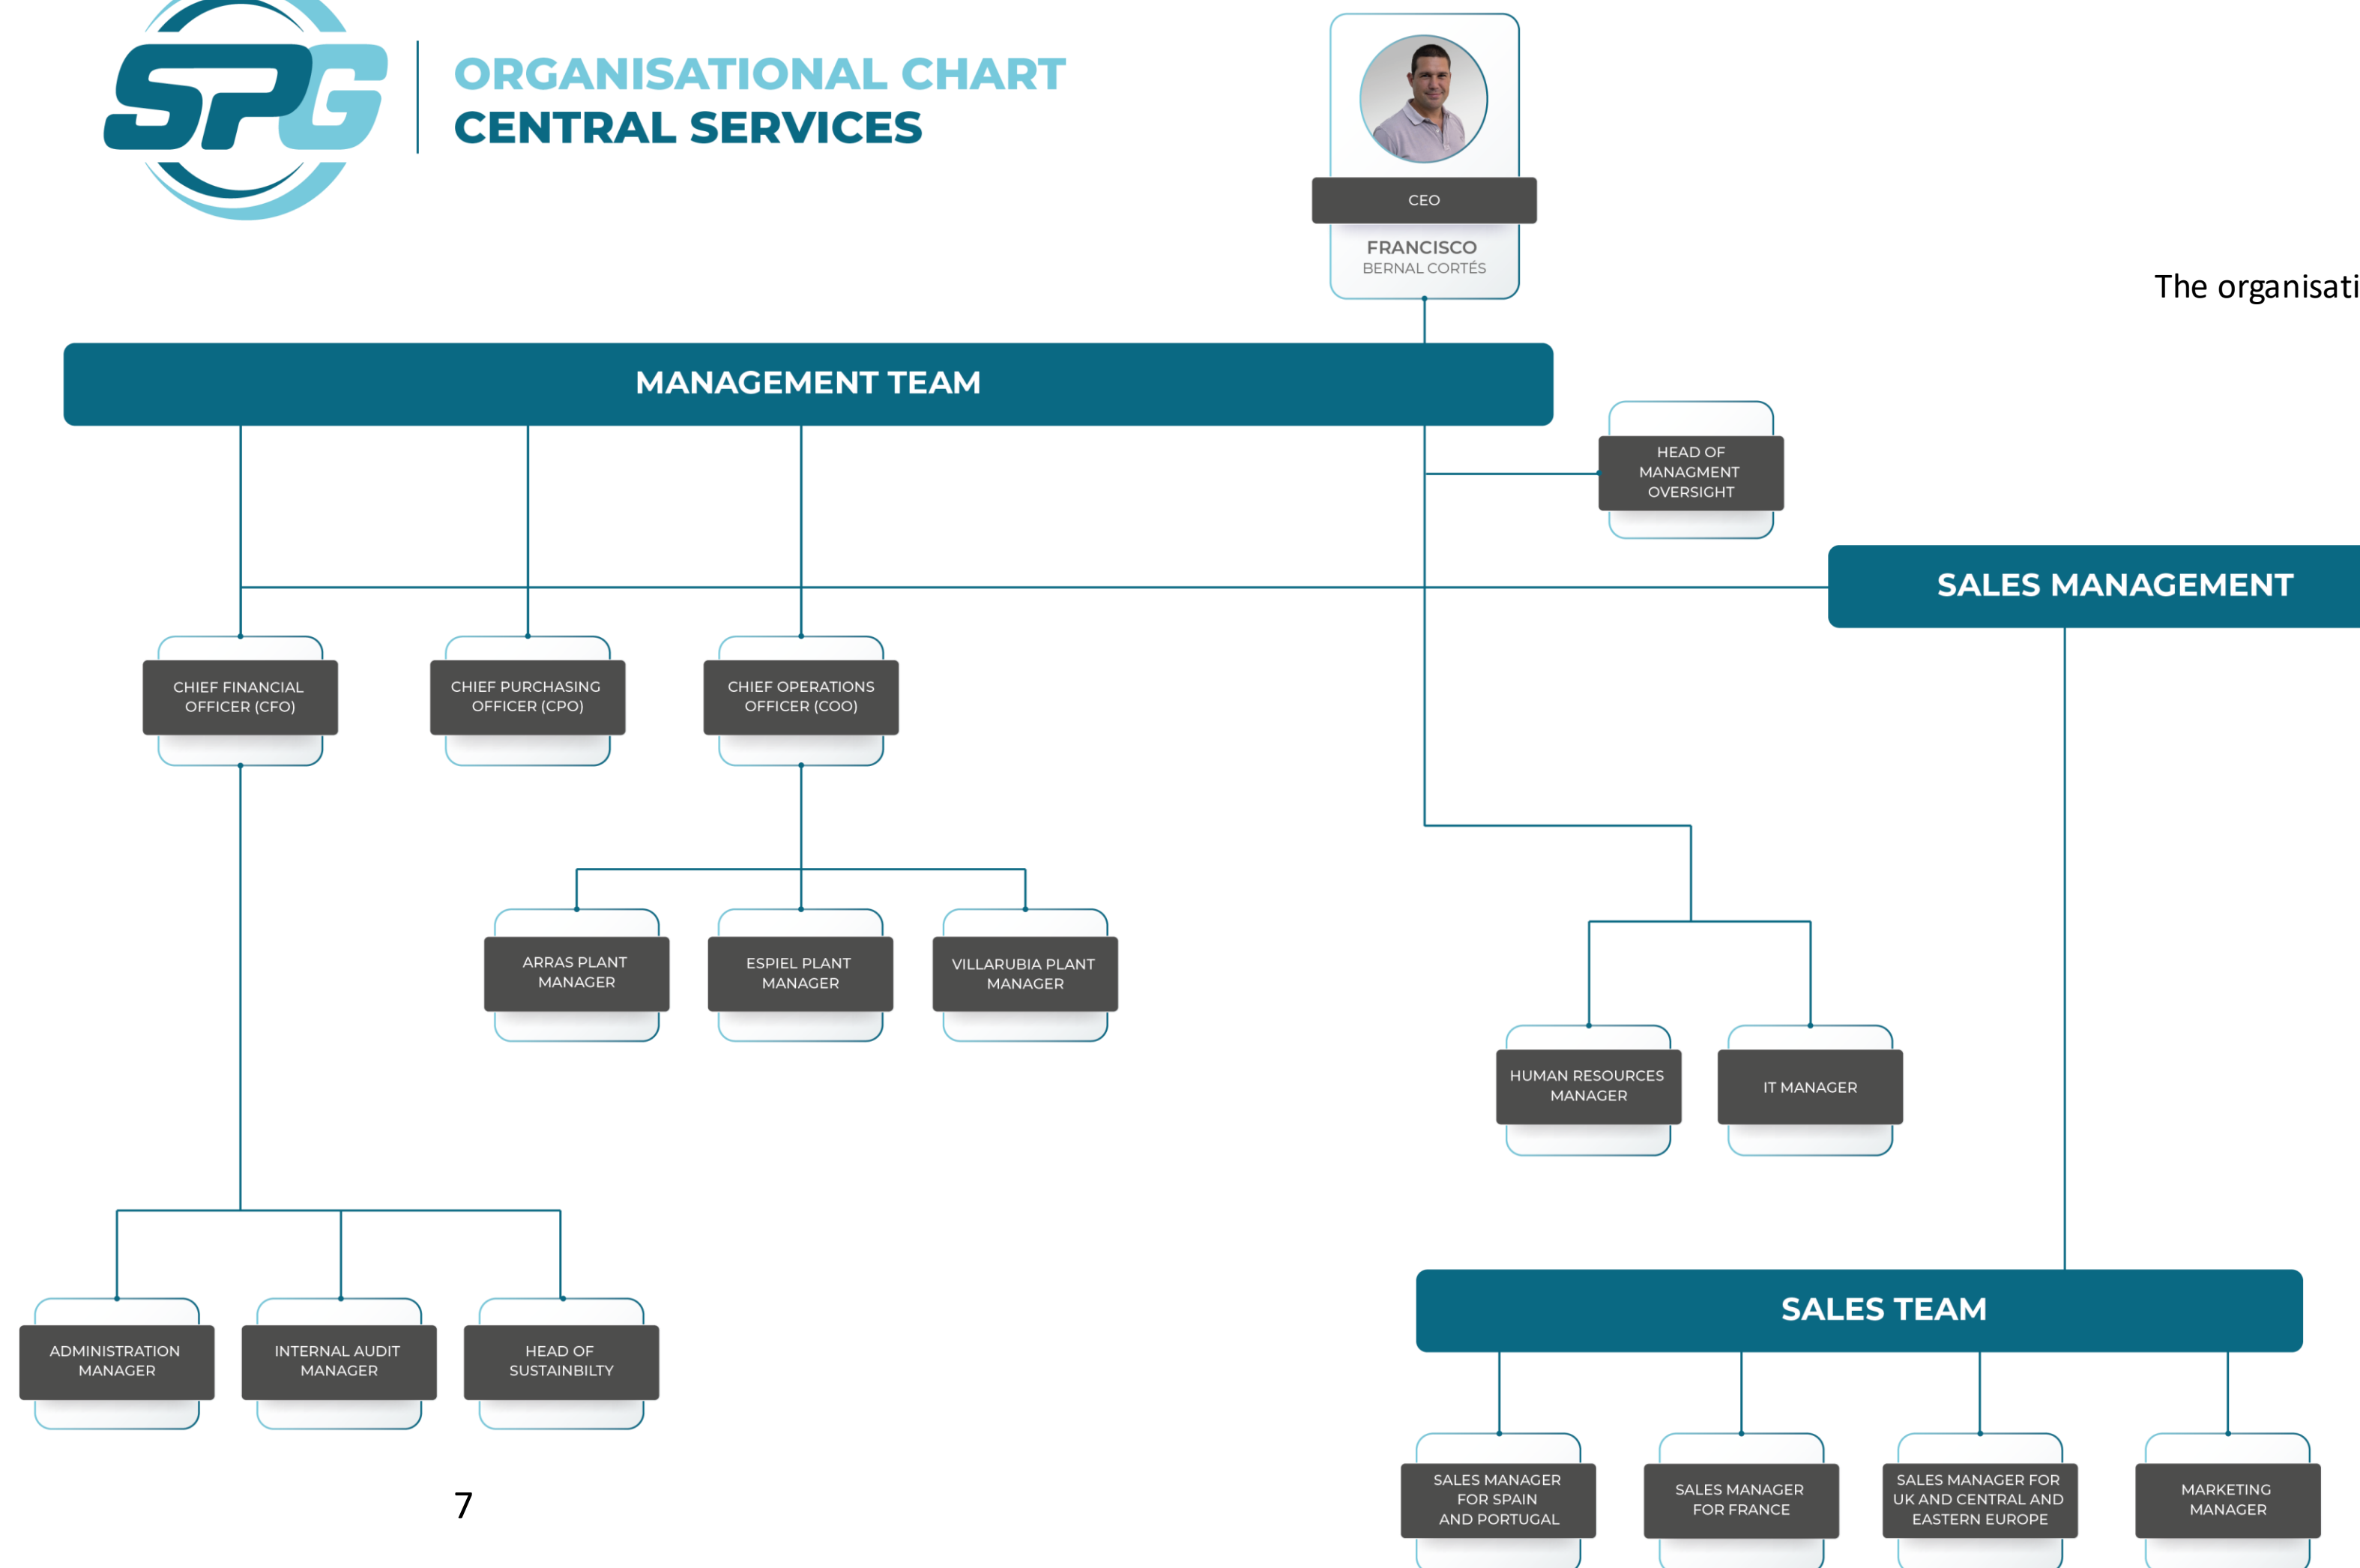 SPG
ORGANISATIONAL CHART
CENTRAL SERVICES
CEO
FRANCISCO
BERNAL CORTÉS
The organisati
MANAGEMENT TEAM
HEAD OF
MANAGMENT
OVERSIGHT
SALES MANAGEMENT
CHIEF FINANCIAL
OFFICER (CFO)
CHIEF PURCHASING
OFFICER (CPO)
CHIEF OPERATIONS
OFFICER (COO)
ARRAS PLANT
MANAGER
ESPIEL PLANT
MANAGER
VILLARUBIA PLANT
MANAGER
HUMAN RESOURCES
MANAGER
IT MANAGER
ADMINISTRATION
MANAGER
INTERNAL AUDIT
MANAGER
HEAD OF
SUSTAINBILTY
SALES TEAM
SALES MANAGER
FOR SPAIN
AND PORTUGAL
SALES MANAGER
FOR FRANCE
SALES MANAGER FOR
UK AND CENTRAL AND
EASTERN EUROPE
MARKETING
MANAGER
7